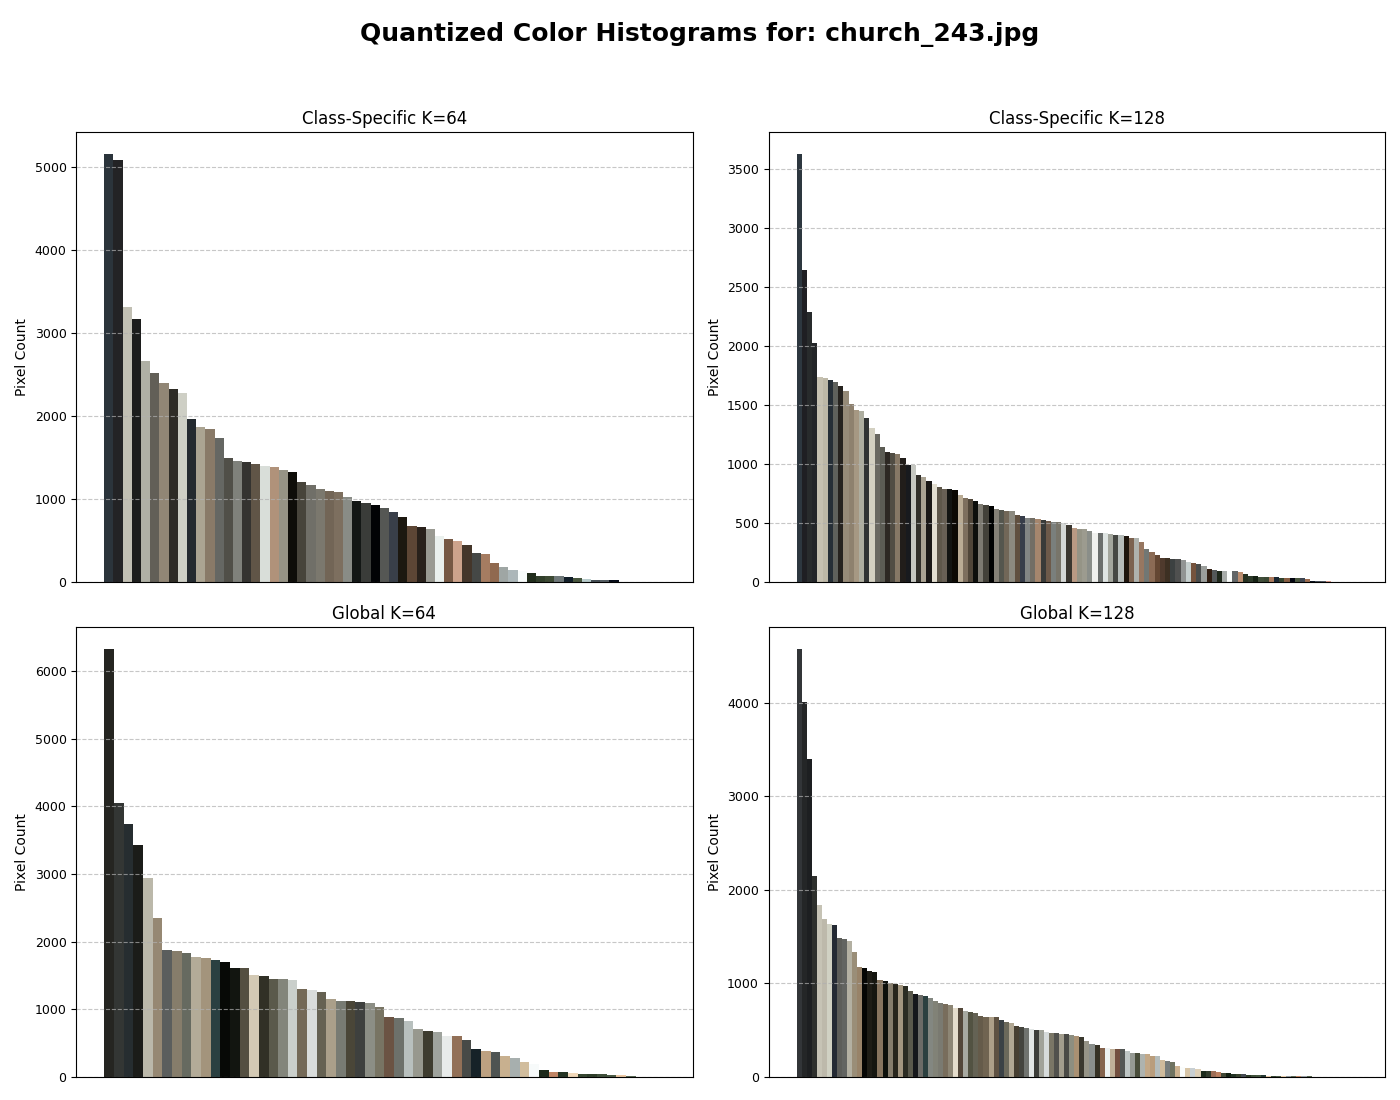 Quantized Color Histograms for: church_243.jpg
Class-Specific K=64
Pixel Count
5000
4000
3000
2000
1000
0
Class-Specific K=128
Pixel Count
3500
3000
2500
2000
1500
1000
500
0
Global K=64
Pixel Count
6000
5000
4000
3000
2000
1000
0
Global K=128
Pixel Count
4000
3000
2000
1000
0